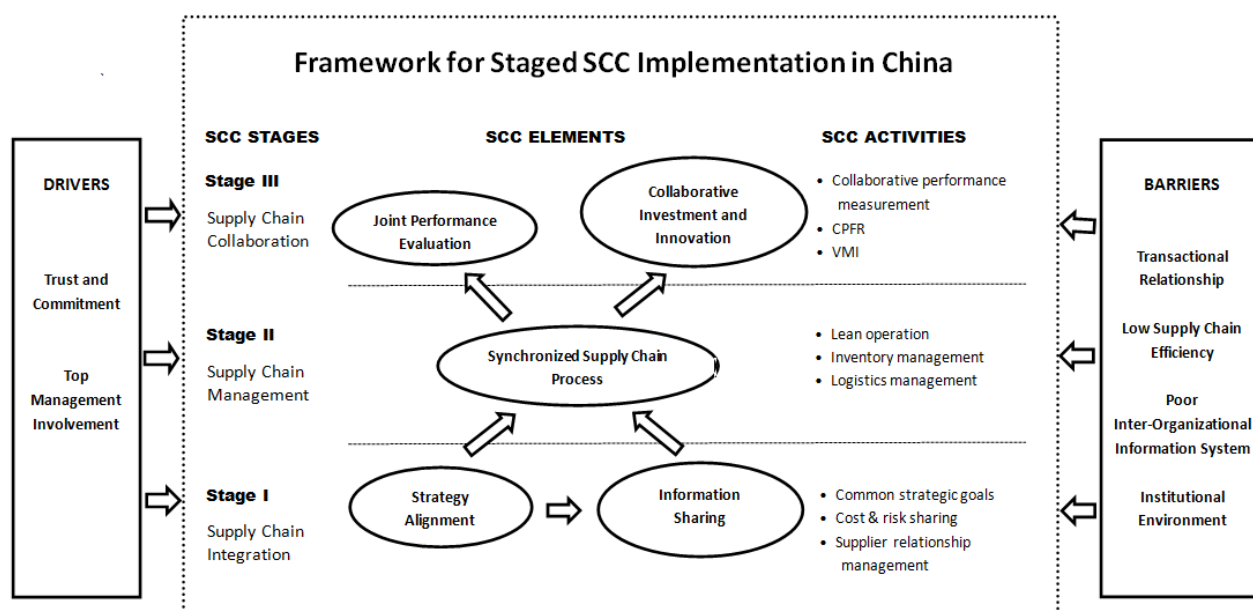 Framework for Staged SCC Implementation in China
DRIVERS
Trust and
Commitment
Top
Management
Involvement
SCC STAGES
SCC ELEMENTS
SCC ACTIVITIES
Stage III
Supply Chain
Collaboration
Joint Performance
Evaluation
Collaborative
Investment and
Innovation
• Collaborative performance
measurement
• CPFR
• VMI
Stage II
Supply Chain
Management
Synchronized Supply Chain
Process
• Lean operation
• Inventory management
• Logistics management
Stage I
Supply Chain
Integration
Strategy
Alignment
Information
Sharing
• Common strategic goals
• Cost & risk sharing
• Supplier relationship
management
BARRIERS
Transactional
Relationship
Low Supply Chain
Efficiency
Poor
Inter-Organizational
Information System
Institutional
Environment